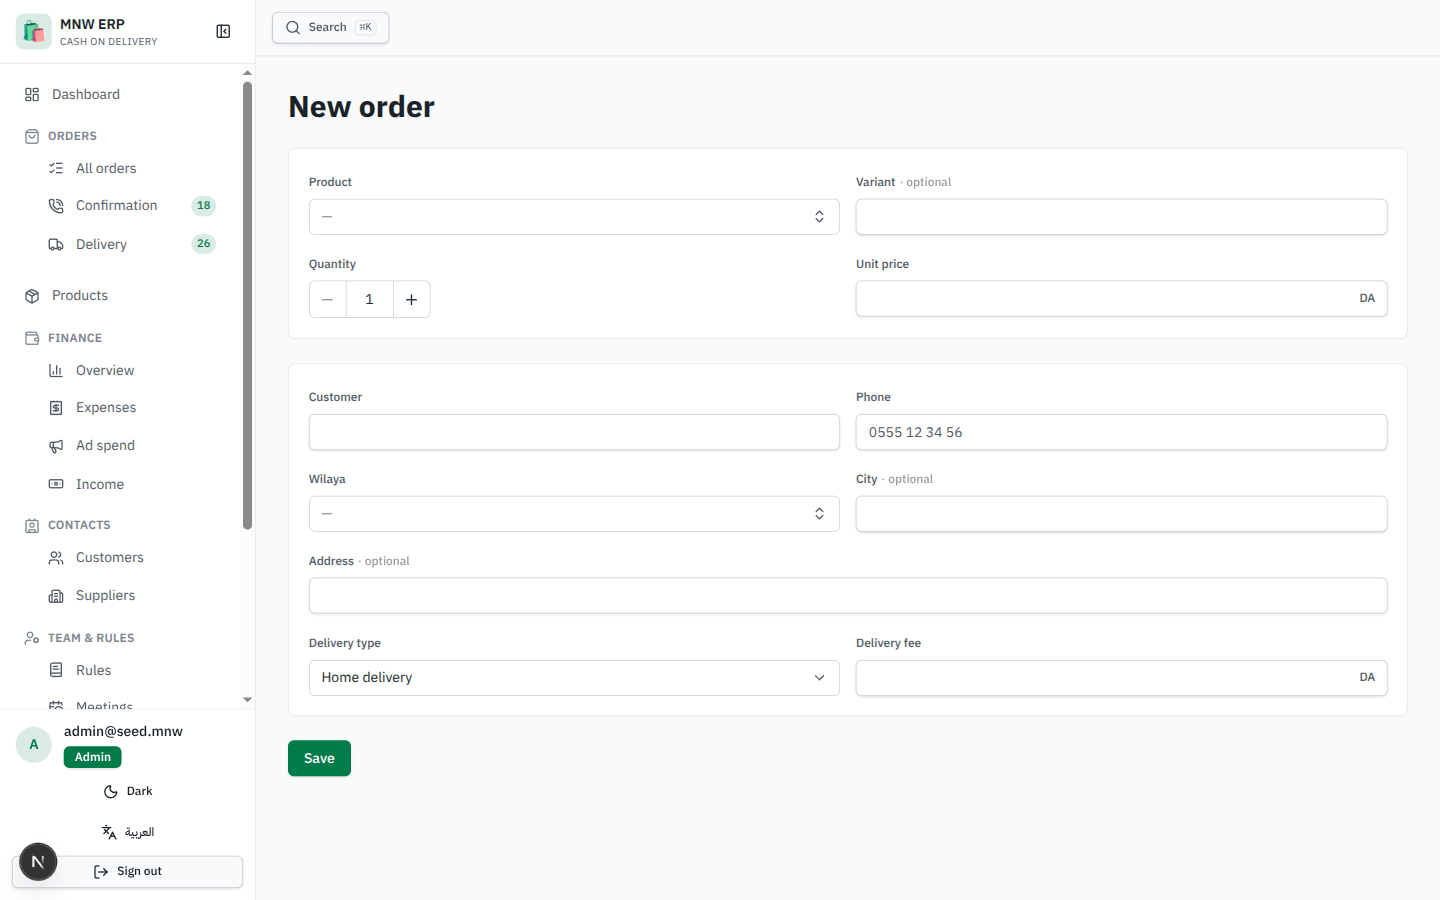 MNW ERP
CASH ON DELIVERY
Search ⌘K
Dashboard
ORDERS
All orders
Confirmation 18
Delivery 26
Products
FINANCE
Overview
Expenses
Ad spend
Income
CONTACTS
Customers
Suppliers
TEAM & RULES
Rules
Meetings
A
admin@seed.mnw
Admin
Dark
العربية
N
Sign out
New order
Product
—
Variant · optional
Quantity
1
Unit price
DA
Customer
Phone
0555 12 34 56
Wilaya
—
City · optional
Address · optional
Delivery type
Home delivery
Delivery fee
DA
Save